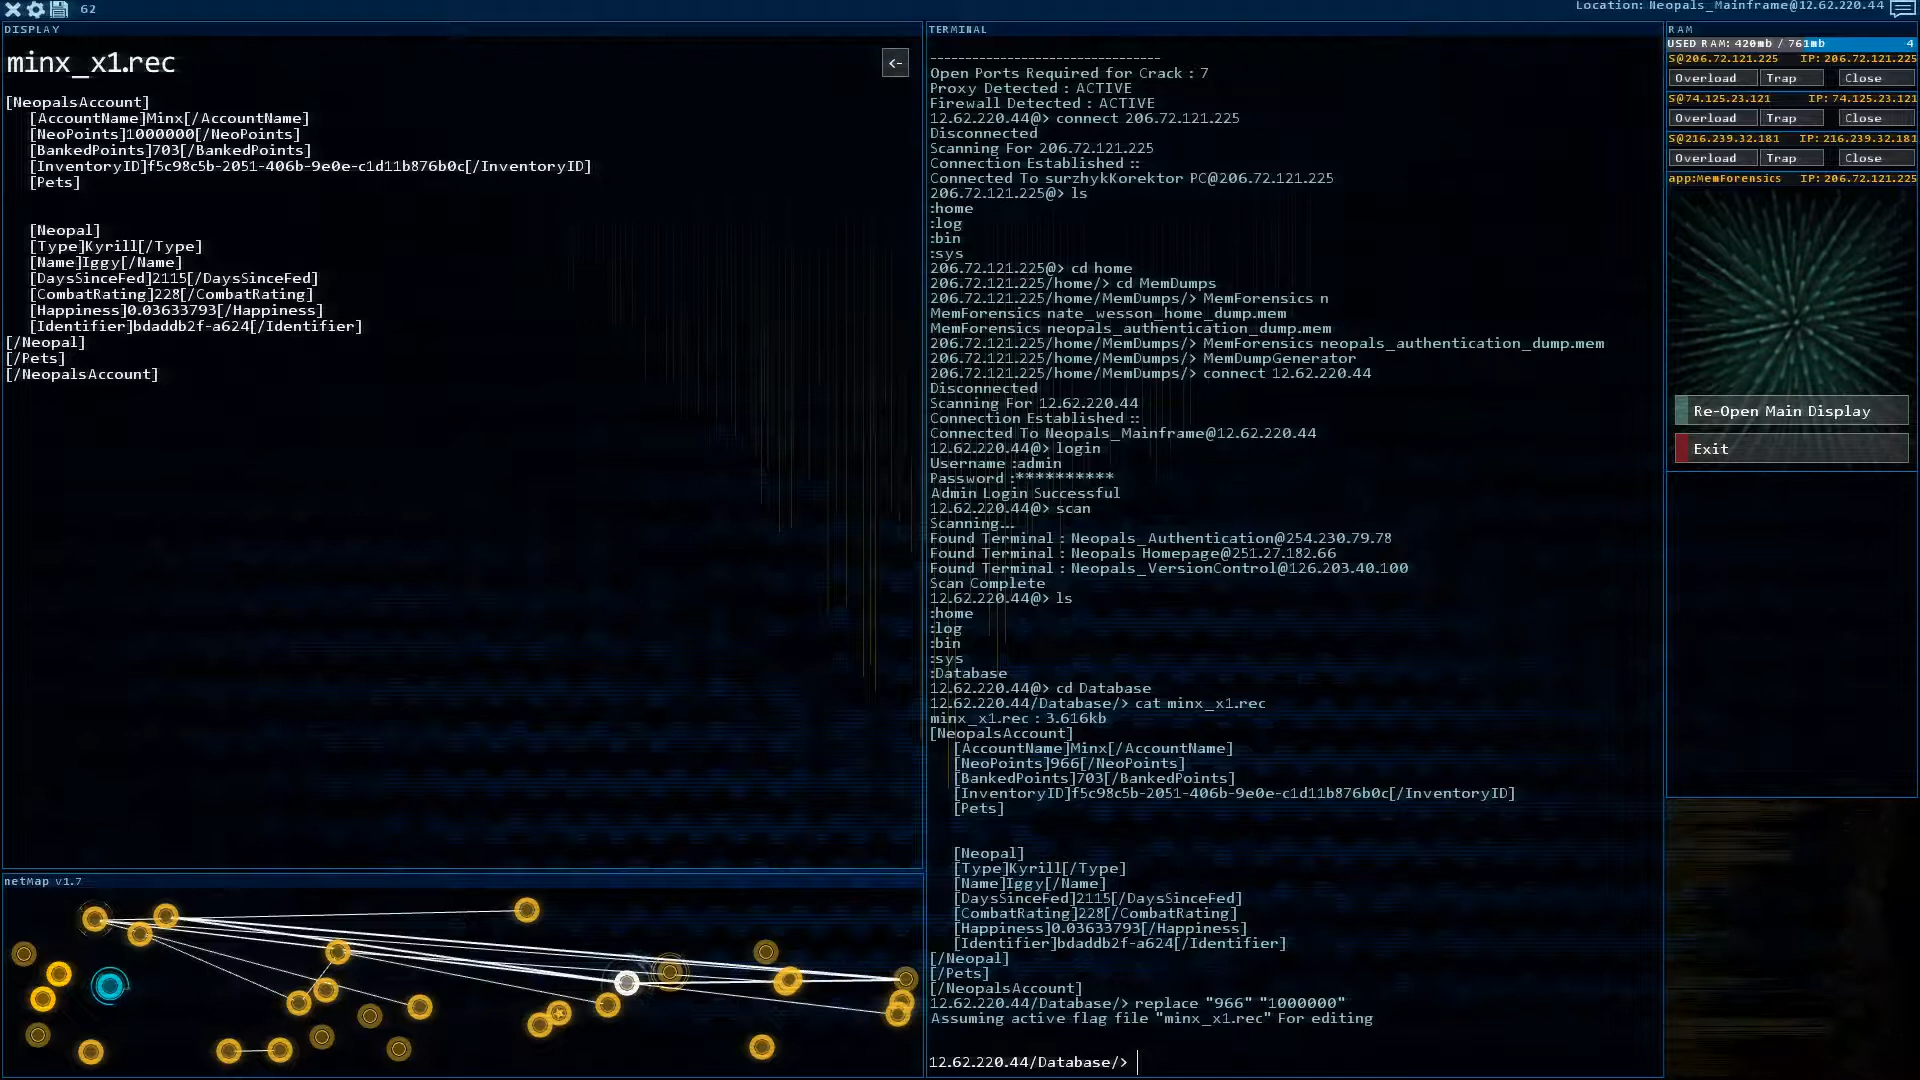 62
Location: Neopals_Mainframe@12.62.220.44
DISPLAY
minx_x1.rec
<-
[NeopalsAccount]
[AccountName]Minx[/AccountName]
[NeoPoints]1000000[/NeoPoints]
[BankedPoints]703[/BankedPoints]
[InventoryID]f5c98c5b-2051-406b-9e0e-c1d11b876b0c[/InventoryID]
[Pets]
[Neopal]
[Type]Kyrill[/Type]
[Name]Iggy[/Name]
[DaysSinceFed]2115[/DaysSinceFed]
[CombatRating]228[/CombatRating]
[Happiness]0.03633793[/Happiness]
[Identifier]bdaddb2f-a624[/Identifier]
[/Neopal]
[/Pets]
[/NeopalsAccount]
netMap v1.7
TERMINAL
---------------------------------
Open Ports Required for Crack : 7
Proxy Detected : ACTIVE
Firewall Detected : ACTIVE
12.62.220.44@> connect 206.72.121.225
Disconnected
Scanning For 206.72.121.225
Connection Established ::
Connected To surzhykKorektor PC@206.72.121.225
206.72.121.225@> ls
:home
:log
:bin
:sys
206.72.121.225@> cd home
206.72.121.225/home/> cd MemDumps
206.72.121.225/home/MemDumps/> MemForensics n
MemForensics nate_wesson_home_dump.mem
MemForensics neopals_authentication_dump.mem
206.72.121.225/home/MemDumps/> MemForensics neopals_authentication_dump.mem
206.72.121.225/home/MemDumps/> MemDumpGenerator
206.72.121.225/home/MemDumps/> connect 12.62.220.44
Disconnected
Scanning For 12.62.220.44
Connection Established ::
Connected To Neopals_Mainframe@12.62.220.44
12.62.220.44@> login
Username :admin
Password :**********
Admin Login Successful
12.62.220.44@> scan
Scanning...
Found Terminal : Neopals_Authentication@254.230.79.78
Found Terminal : Neopals Homepage@251.27.182.66
Found Terminal : Neopals_VersionControl@126.203.40.100
Scan Complete
12.62.220.44@> ls
:home
:log
:bin
:sys
:Database
12.62.220.44@> cd Database
12.62.220.44/Database/> cat minx_x1.rec
minx_x1.rec : 3.616kb
[NeopalsAccount]
[AccountName]Minx[/AccountName]
[NeoPoints]966[/NeoPoints]
[BankedPoints]703[/BankedPoints]
[InventoryID]f5c98c5b-2051-406b-9e0e-c1d11b876b0c[/InventoryID]
[Pets]
[Neopal]
[Type]Kyrill[/Type]
[Name]Iggy[/Name]
[DaysSinceFed]2115[/DaysSinceFed]
[CombatRating]228[/CombatRating]
[Happiness]0.03633793[/Happiness]
[Identifier]bdaddb2f-a624[/Identifier]
[/Neopal]
[/Pets]
[/NeopalsAccount]
12.62.220.44/Database/> replace "966" "1000000"
Assuming active flag file "minx_x1.rec" For editing
12.62.220.44/Database/>
RAM
USED RAM: 420mb / 761mb 4
S@206.72.121.225 IP: 206.72.121.225
Overload Trap Close
S@74.125.23.121 IP: 74.125.23.121
Overload Trap Close
S@216.239.32.181 IP: 216.239.32.181
Overload Trap Close
app:MemForensics IP: 206.72.121.225
Re-Open Main Display
Exit